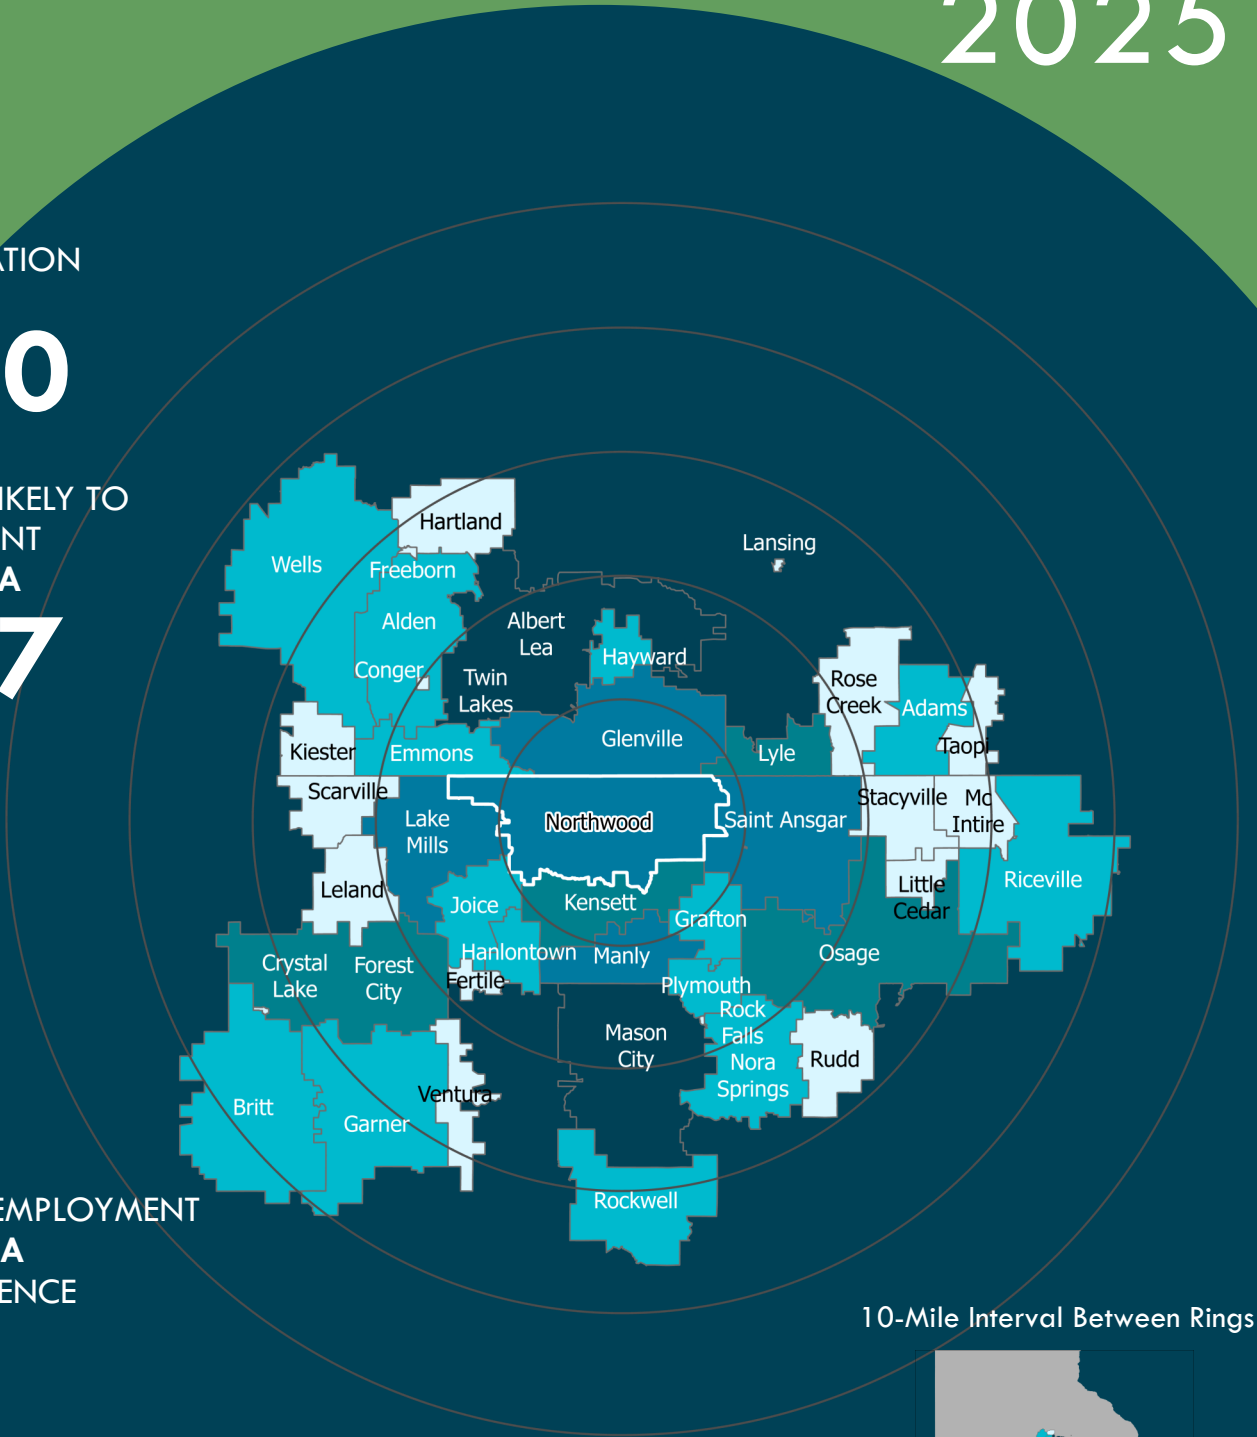 2025
ATION
0
IKELY TO
NT
A
7
Hartland
Lansing
Wells
Freeborn
Alden
Albert
Lea
Hayward
Conger
Twin
Lakes
Rose
Creek
Adams
Kiester
Emmons
Glenville
Lyle
Taopi
Scarville
Lake
Mills
Northwood
Saint Ansgar
Stacyville
Mc
Intire
Leland
Joice
Kensett
Grafton
Little
Cedar
Riceville
Crystal
Lake
Forest
City
Hanlontown
Manly
Osage
Fertile
Plymouth
Rock
Falls
Mason
City
Nora
Springs
Rudd
Britt
Garner
Ventura
Rockwell
EMPLOYMENT
A
ENCE
10-Mile Interval Between Rings